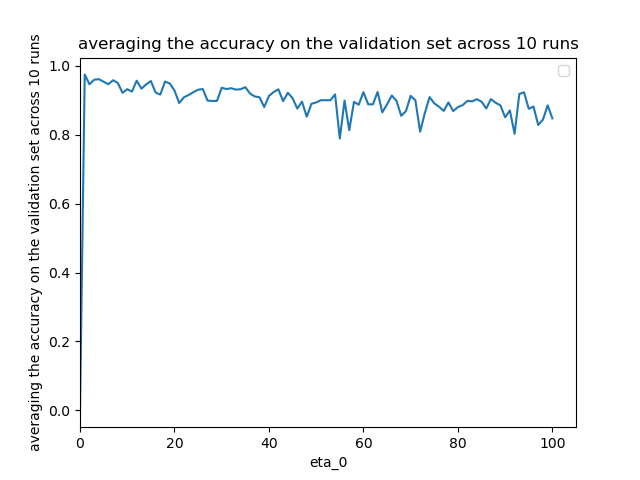 averaging the accuracy on the validation set across 10 runs
averaging the accuracy on the validation set across 10 runs
1.0
0.8
0.6
0.4
0.2
0.0
0 20 40 60 80 100
eta_0